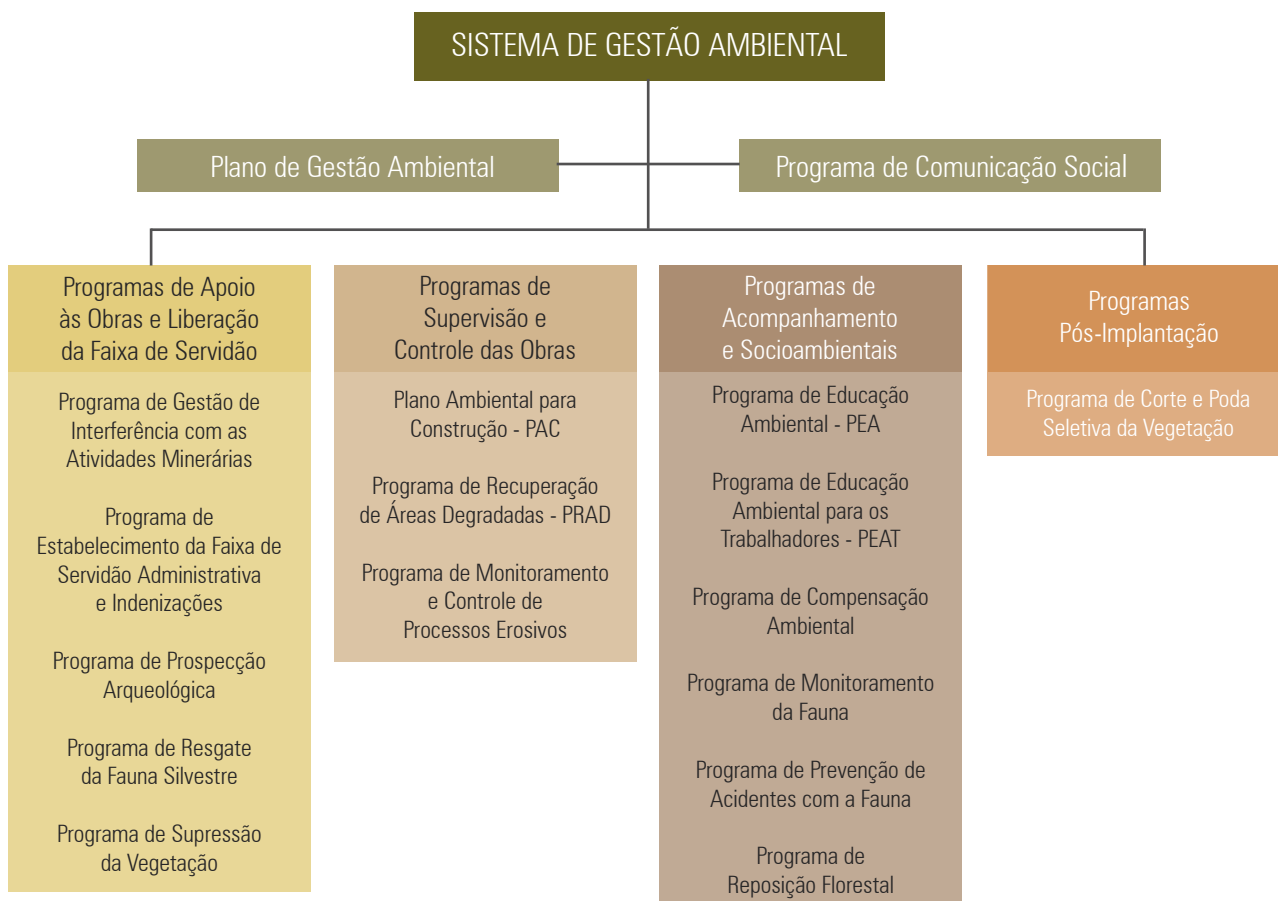 SISTEMA DE GESTÃO AMBIENTAL
Plano de Gestão Ambiental
Programa de Comunicação Social
Programas de Apoio
às Obras e Liberação
da Faixa de Servidão
Programa de Gestão de
Interferência com as
Atividades Minerárias
Programa de
Estabelecimento da Faixa de
Servidão Administrativa
e Indenizações
Programa de Prospecção
Arqueológica
Programa de Resgate
da Fauna Silvestre
Programa de Supressão
da Vegetação
Programas de
Supervisão e
Controle das Obras
Plano Ambiental para
Construção - PAC
Programa de Recuperação
de Áreas Degradadas - PRAD
Programa de Monitoramento
e Controle de
Processos Erosivos
Programas de
Acompanhamento
e Socioambientais
Programa de Educação
Ambiental - PEA
Programa de Educação
Ambiental para os
Trabalhadores - PEAT
Programa de Compensação
Ambiental
Programa de Monitoramento
da Fauna
Programa de Prevenção de
Acidentes com a Fauna
Programa de
Reposição Florestal
Programas
Pós-Implantação
Programa de Corte e Poda
Seletiva da Vegetação